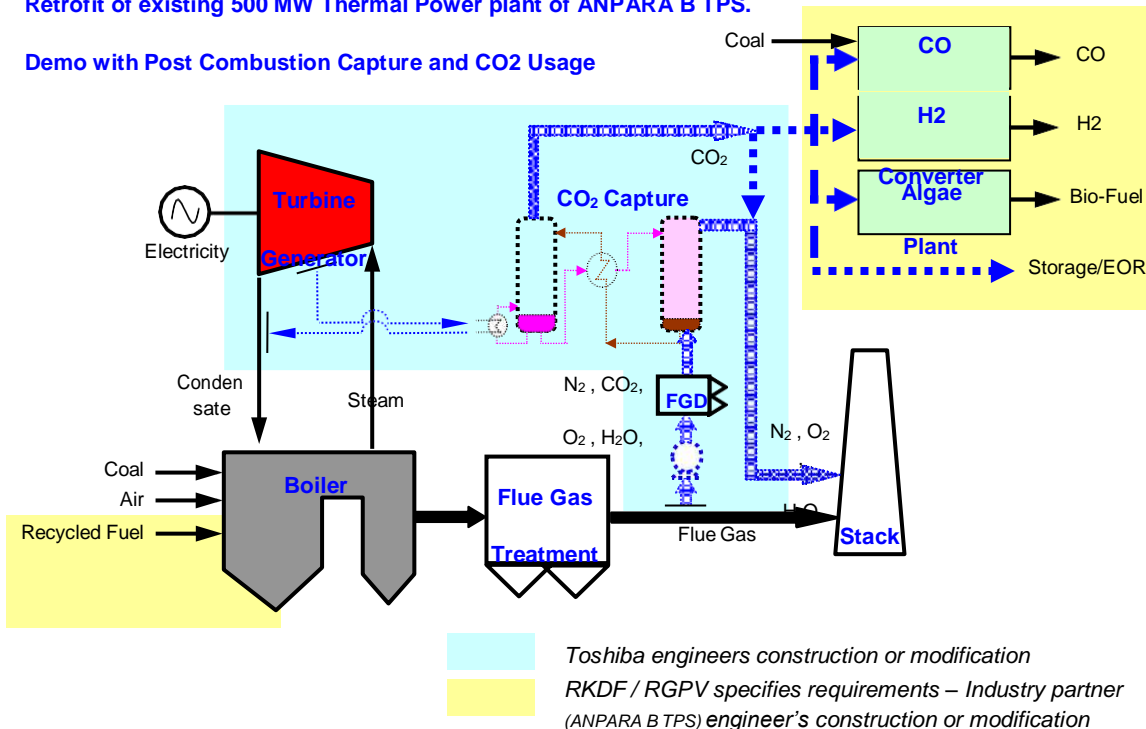 Retrofit of existing 500 MW Thermal Power plant of ANPARA B TPS.
Demo with Post Combustion Capture and CO2 Usage
Coal
CO
CO
H2
H2
Converter
Algae
Bio-Fuel
Plant
Storage/EOR
CO₂
CO₂ Capture
Turbine
Generator
Electricity
Conden
sate
Steam
N₂ , CO₂,
O₂ , H₂O,
FGD
N₂ , O₂
H₂O
Coal
Air
Recycled Fuel
Boiler
Flue Gas
Treatment
Flue Gas
Stack
Toshiba engineers construction or modification
RKDF / RGPV specifies requirements – Industry partner
(ANPARA B TPS) engineer's construction or modification